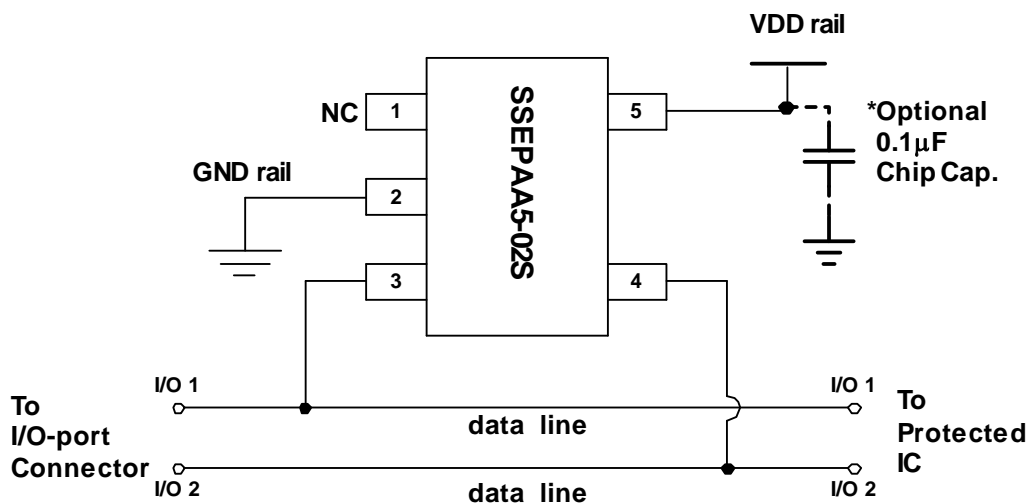 VDD rail
NC
1
5
*Optional
0.1μF
Chip Cap.
GND rail
2
SSEPAA5-02S
3
4
I/O 1
I/O 1
To
I/O-port
Connector
data line
To
Protected
IC
I/O 2
data line
I/O 2